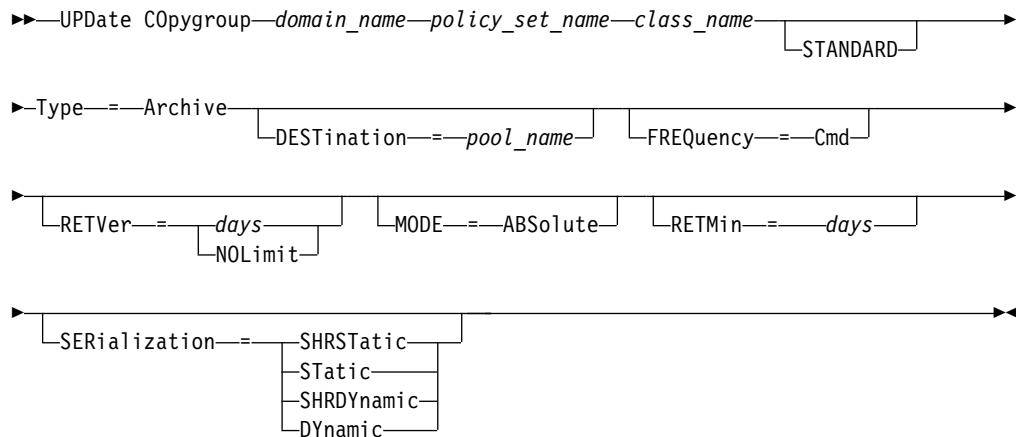 UPDate COpygroup domain_name policy_set_name class_name
STANDARD
Type = Archive
DESTination = pool_name FREQuency = Cmd
RETVer = days MODE = ABSolute RETMin = days
NOLimit
SERialization = SHRSTatic
STatic
SHRDYnamic
DYnamic